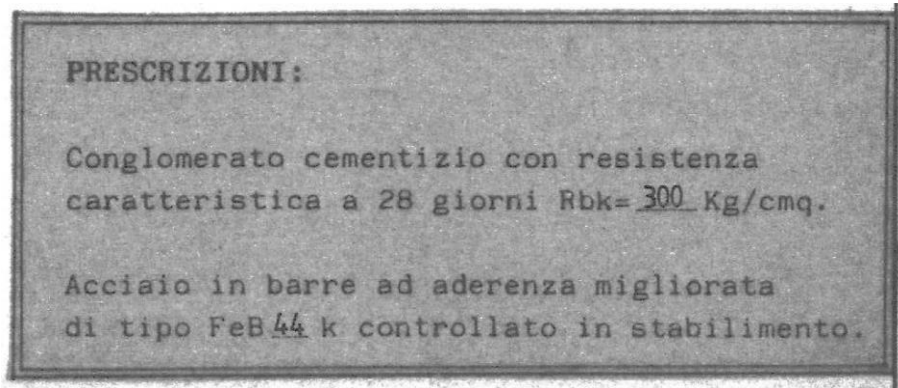 PRESCRIZIONI:
Conglomerato cementizio con resistenza
caratteristica a 28 giorni Rbk= 300 Kg/cmq.
Acciaio in barre ad aderenza migliorata
di tipo FeB 44 k controllato in stabilimento.